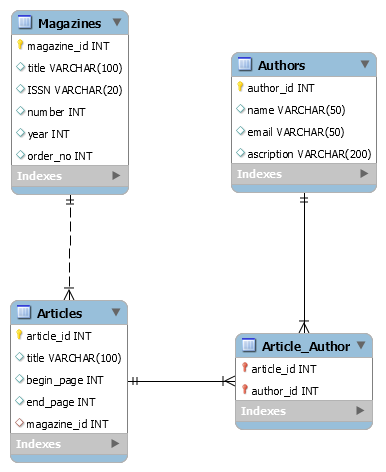 Magazines
magazine_id INT
title VARCHAR(100)
ISSN VARCHAR(20)
number INT
year INT
order_no INT
Indexes
Authors
author_id INT
name VARCHAR(50)
email VARCHAR(50)
ascription VARCHAR(200)
Indexes
Articles
article_id INT
title VARCHAR(100)
begin_page INT
end_page INT
magazine_id INT
Indexes
Article_Author
article_id INT
author_id INT
Indexes